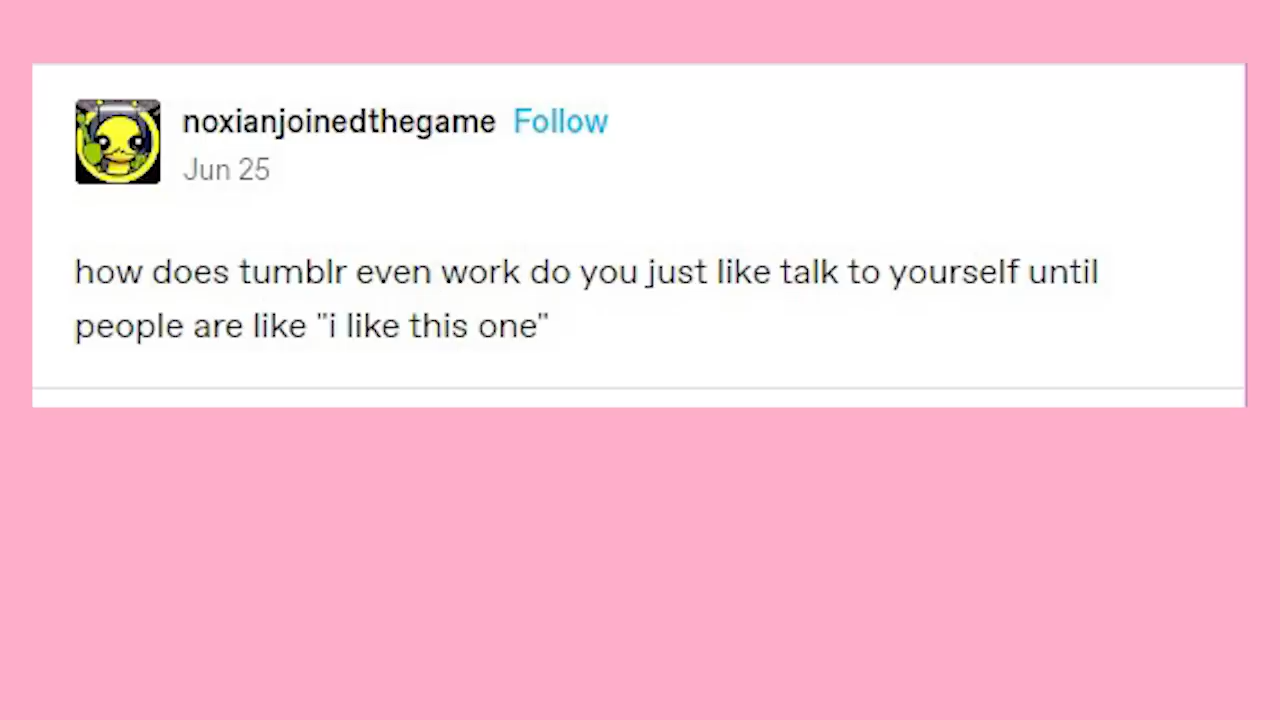 noxianjoinedthegame Follow
Jun 25
how does tumblr even work do you just like talk to yourself until
people are like "i like this one"